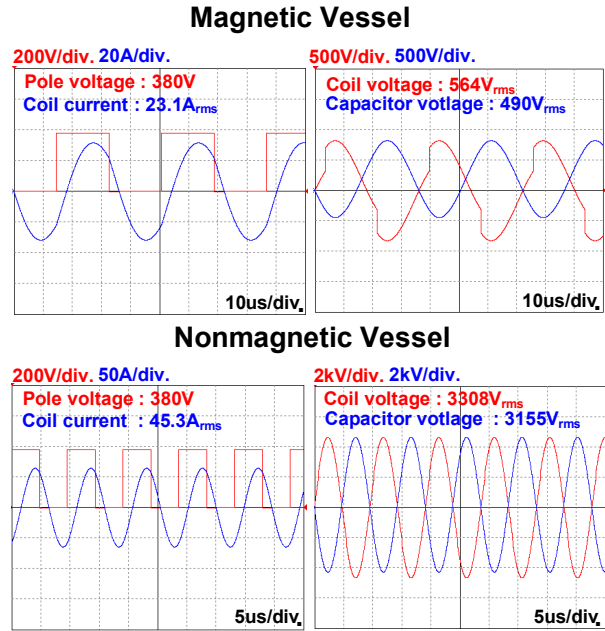 Magnetic Vessel
200V/div. 20A/div.
Pole voltage : 380V
Coil current : 23.1Arms
10us/div.
500V/div. 500V/div.
Coil voltage : 564Vrms
Capacitor votlage : 490Vrms
10us/div.
Nonmagnetic Vessel
200V/div. 50A/div.
Pole voltage : 380V
Coil current : 45.3Arms
5us/div.
2kV/div. 2kV/div.
Coil voltage : 3308Vrms
Capacitor votlage : 3155Vrms
5us/div.